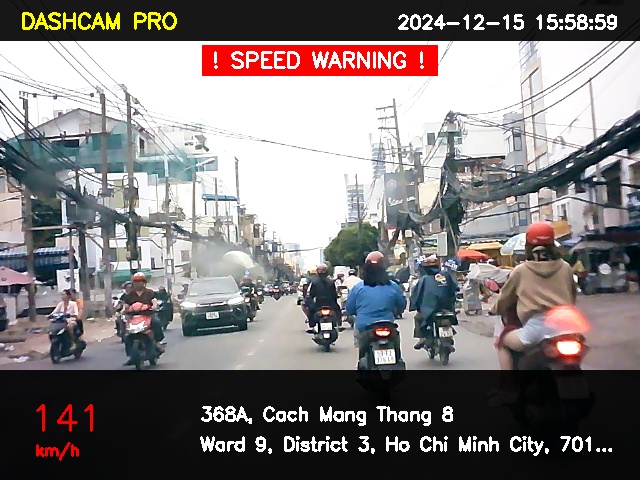 DASHCAM PRO
2024-12-15 15:58:59
! SPEED WARNING !
141
km/h
368A, Cach Mang Thang 8
Ward 9, District 3, Ho Chi Minh City, 701...